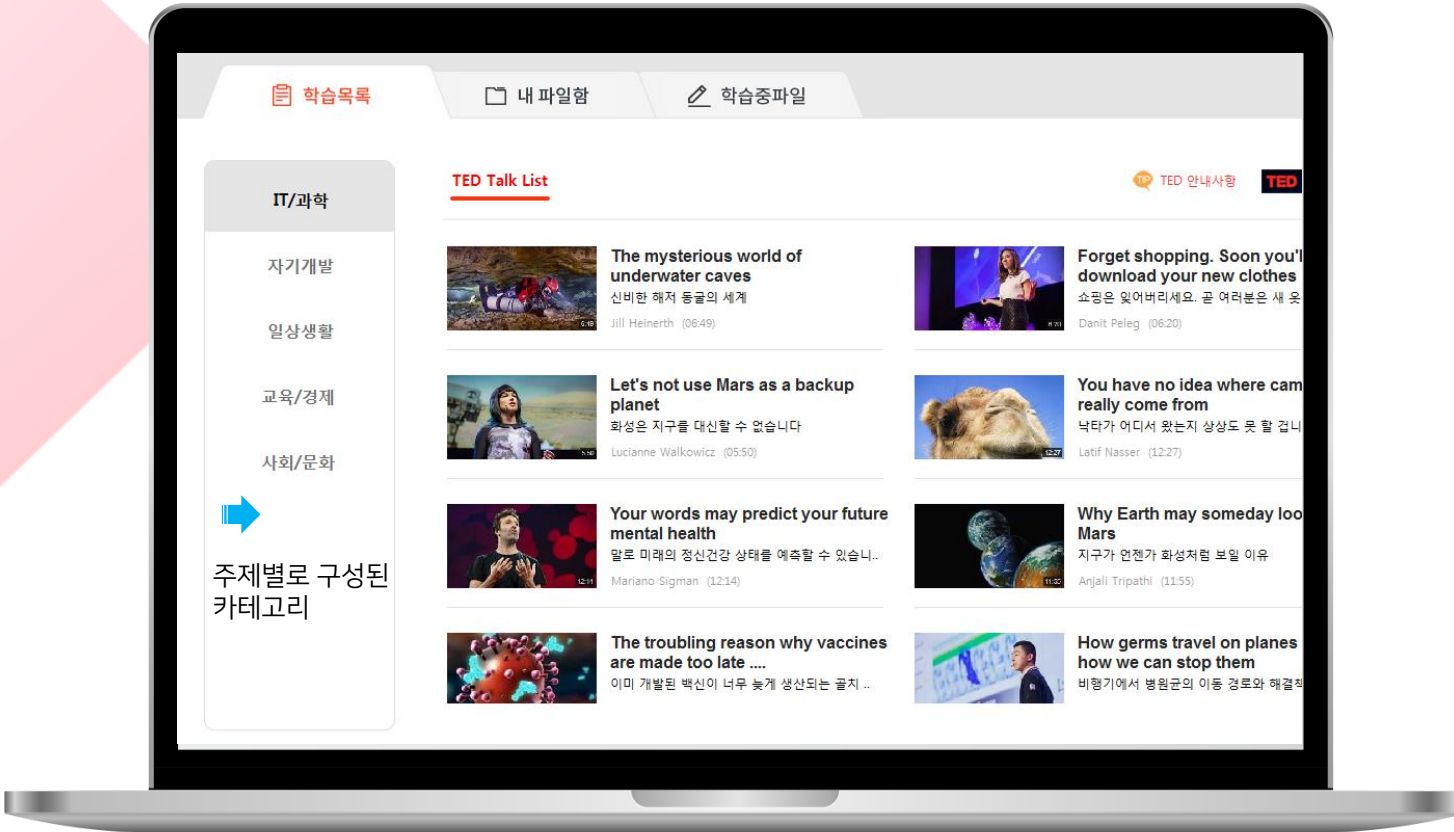 학습목록
내 파일함
학습중파일
IT/과학
자기개발
일상생활
교육/경제
사회/문화
주제별로 구성된
카테고리
TED Talk List
TIP TED 안내사항
TED
The mysterious world of
underwater caves
신비한 해저 동굴의 세계
Jill Heinerth (06:49)
6:49
Forget shopping. Soon you'l
download your new clothes
쇼핑은 잊어버리세요. 곧 여러분은 새 옷
Danit Peleg (06:20)
6:20
Let's not use Mars as a backup
planet
화성은 지구를 대신할 수 없습니다
Lucianne Walkowicz (05:50)
5:50
You have no idea where cam
really come from
낙타가 어디서 왔는지 상상도 못 할 겁니
Latif Nasser (12:27)
12:27
Your words may predict your future
mental health
말로 미래의 정신건강 상태를 예측할 수 있습니..
Mariano Sigman (12:14)
12:14
Why Earth may someday loo
Mars
지구가 언젠가 화성처럼 보일 이유
Anjali Tripathi (11:55)
11:55
The troubling reason why vaccines
are made too late ....
이미 개발된 백신이 너무 늦게 생산되는 골치 ..
How germs travel on planes
how we can stop them
비행기에서 병원균의 이동 경로와 해결책